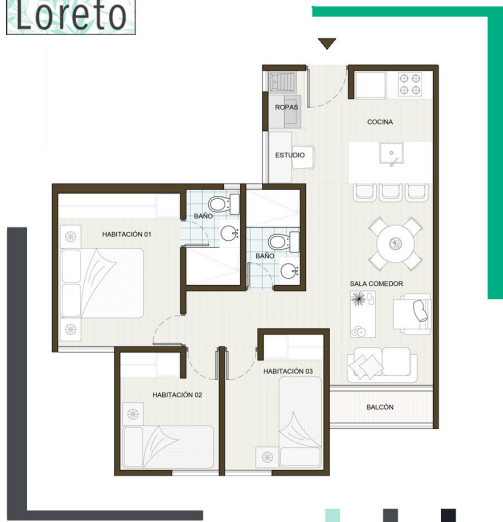 Loreto
ROPAS
COCINA
ESTUDIO
BAÑO
HABITACIÓN 01
BAÑO
SALA COMEDOR
HABITACIÓN 03
HABITACIÓN 02
BALCÓN